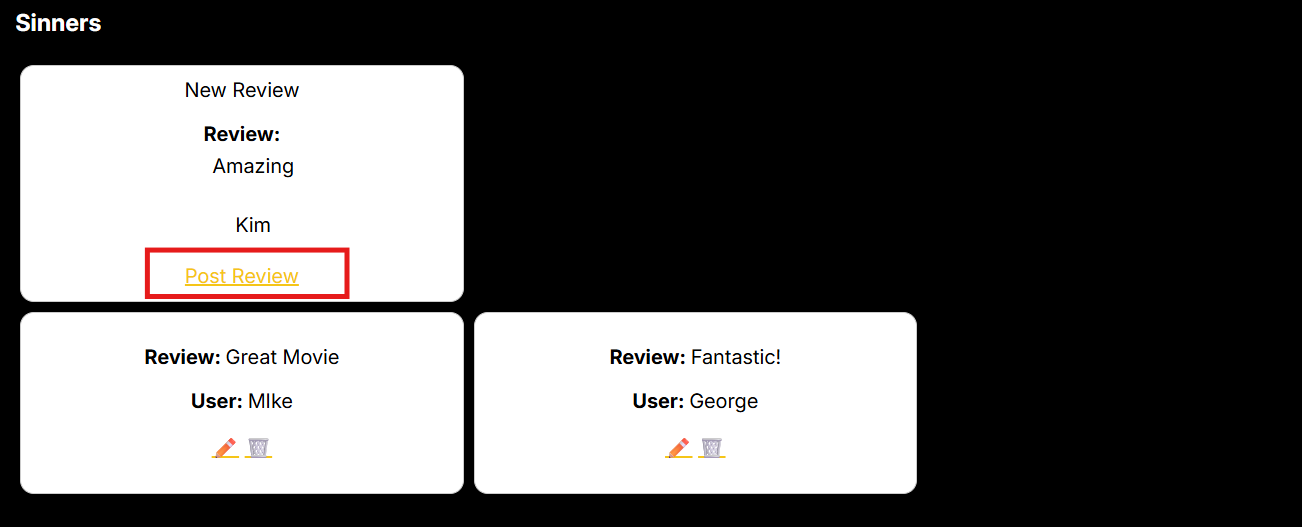 Sinners
New Review
Review:
Amazing
Kim
Post Review
Review: Great Movie
User: MIke
Review: Fantastic!
User: George